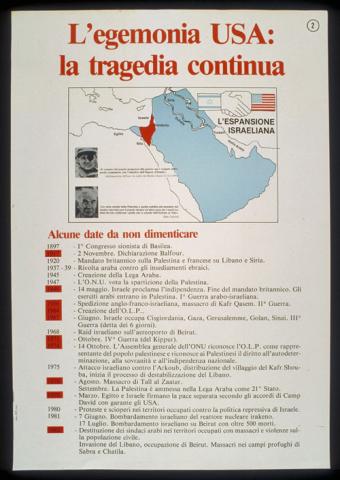 2
L'egemonia USA:
la tragedia continua
L'ESPANSIONE
ISRAELIANA
Israele
Egitto
Alcune date da non dimenticare
1897 - 1° Congresso sionista di Basilea.
1917 - 2 Novembre. Dichiarazione Balfour.
1920 - Mandato britannico sulla Palestina e francese su Libano e Siria.
1937 - 39 - Rivolta araba contro gli insediamenti ebraici.
1945 - Creazione della Lega Araba.
1947 - L'O.N.U. vota la spartizione della Palestina.
- 14 maggio. Israele proclama l'indipendenza. Fine del mandato britannico. Gli
eserciti arabi entrano in Palestina. 1ª Guerra arabo-israeliana.
- Spedizione anglo-franco-israeliana, massacro di Kafr Qasem. IIª Guerra.
- Creazione dell'O.L.P..
- Giugno. Israele occupa Cisgiordania, Gaza, Gerusalemme, Golan, Sinai. IIIª
Guerra (detta dei 6 giorni).
1968 - Raid israeliano sull'aeroporto di Beirut.
- Ottobre. IVª Guerra (del Kippur).
- 14 Ottobre. L'Assemblea generale dell'ONU riconosce l'O.L.P. come rappre-
sentante del popolo palestinese e riconosce ai Palestinesi il diritto all'autodeter-
minazione, alla sovranità e all'indipendenza nazionale.
1975 - Attacco israeliano contro l'Arkoub, distribuzione del villaggio del Kafr Shou-
ba, inizia il processo di destabilizzazione del Libano.
- Agosto. Massacro di Tall al Zaatar.
Settembre. La Palestina è ammessa nella Lega Araba come 21° Stato.
- Marzo. Egitto e Israele firmano la pace separata secondo gli accordi di Camp
David con garante gli USA.
1980 - Proteste e scioperi nei territori occupati contro la politica repressiva di Israele.
1981 - 7 Giugno. Bombardamento israeliano del reattore nucleare irakeno.
17 Luglio. Bombardamento israeliano su Beirut con oltre 500 morti.
- Destituzione dei sindaci arabi nei territori occupati con massacri e violenze sul-
la popolazione civile.
Invasione del Libano, occupazione di Beirut. Massacri nei campi profughi di
Sabra e Chatila.